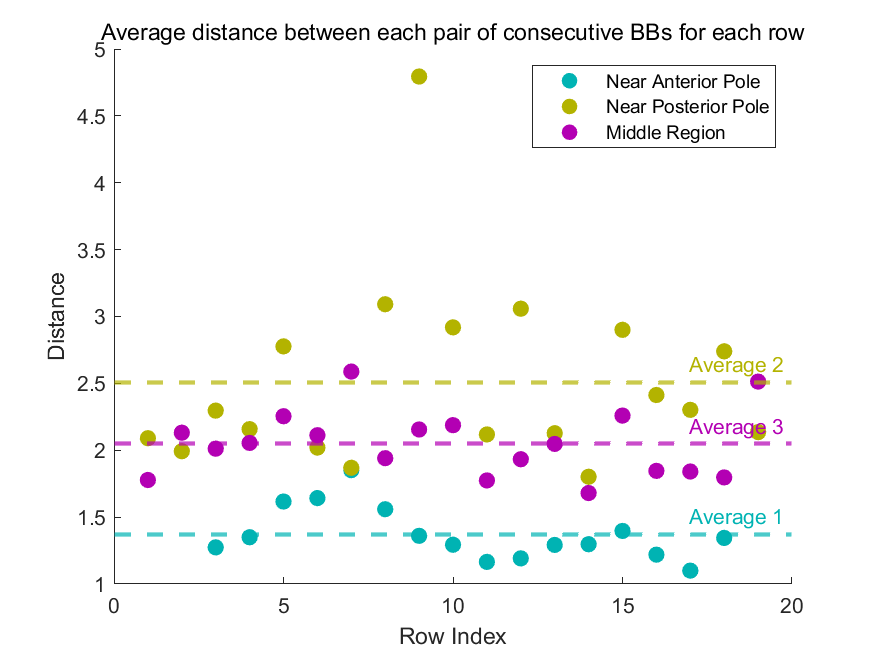 Average distance between each pair of consecutive BBs for each row
5
4.5
4
3.5
3
2.5
2
1.5
1
Distance
Near Anterior Pole
Near Posterior Pole
Middle Region
Average 2
Average 3
Average 1
0
5
10
15
20
Row Index